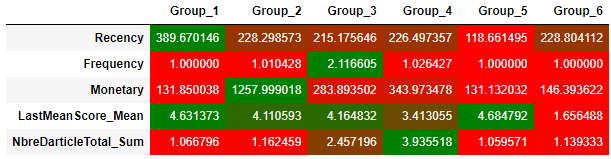 Group_1 Group_2 Group_3 Group_4 Group_5 Group_6
Recency 389.670146 228.298573 215.175646 226.497357 118.661495 228.804112
Frequency 1.000000 1.010428 2.116605 1.026427 1.000000 1.000000
Monetary 131.850038 1257.999018 283.893502 343.973478 131.132032 146.393622
LastMeanScore_Mean 4.631373 4.110593 4.164832 3.413055 4.684792 1.656488
NbreDarticleTotal_Sum 1.066796 1.162459 2.457196 3.935518 1.059571 1.139333